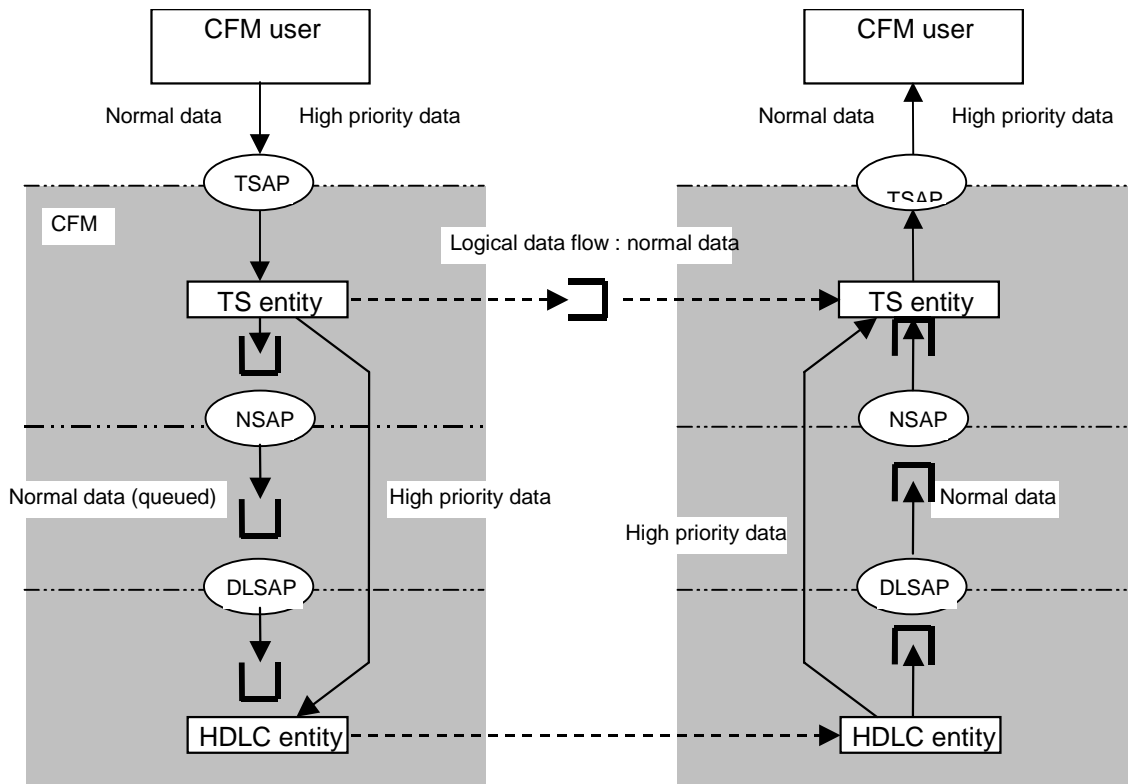 CFM user
CFM user
Normal data
High priority data
Normal data
High priority data
TSAP
TSAP
CFM
Logical data flow : normal data
TS entity
TS entity
NSAP
NSAP
Normal data (queued)
High priority data
High priority data
Normal data
DLSAP
DLSAP
HDLC entity
HDLC entity